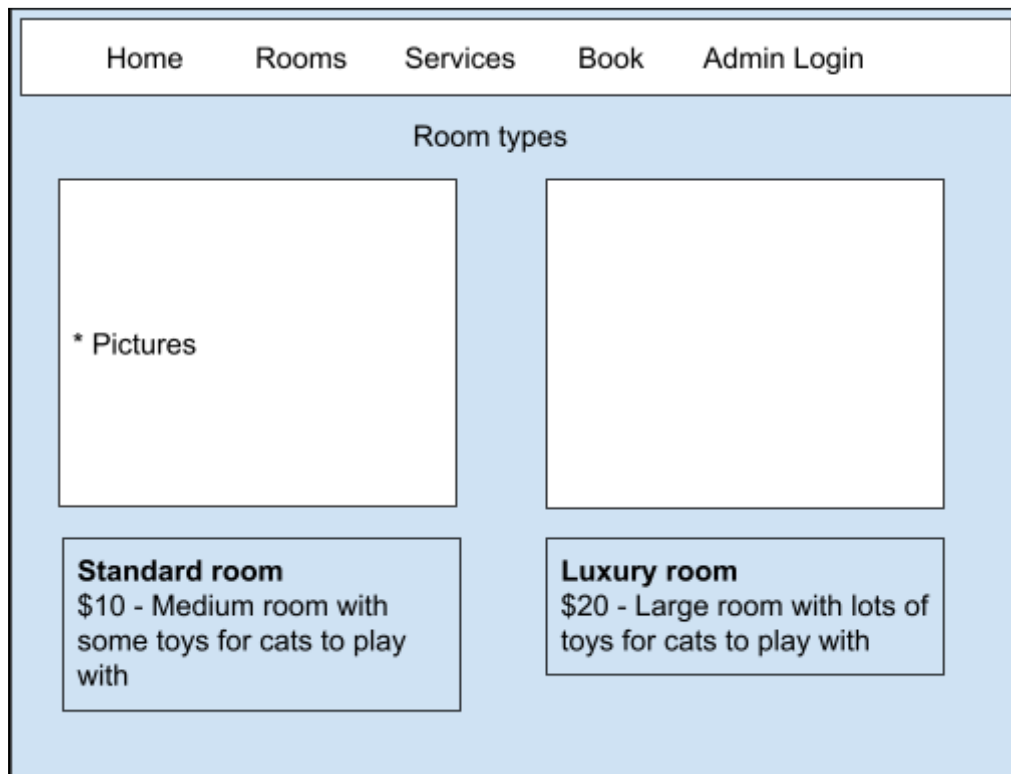 Home Rooms Services Book Admin Login
Room types
* Pictures
Standard room
$10 - Medium room with
some toys for cats to play
with
Luxury room
$20 - Large room with lots of
toys for cats to play with